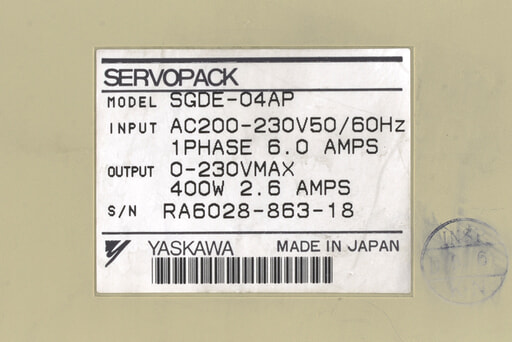 SERVOPACK
MODEL SGDE-04AP
INPUT AC200-230V50/60Hz
1PHASE 6.0 AMPS
OUTPUT 0-230VMAX
400W 2.6 AMPS
S/N RA6028-863-18
YASKAWA MADE IN JAPAN